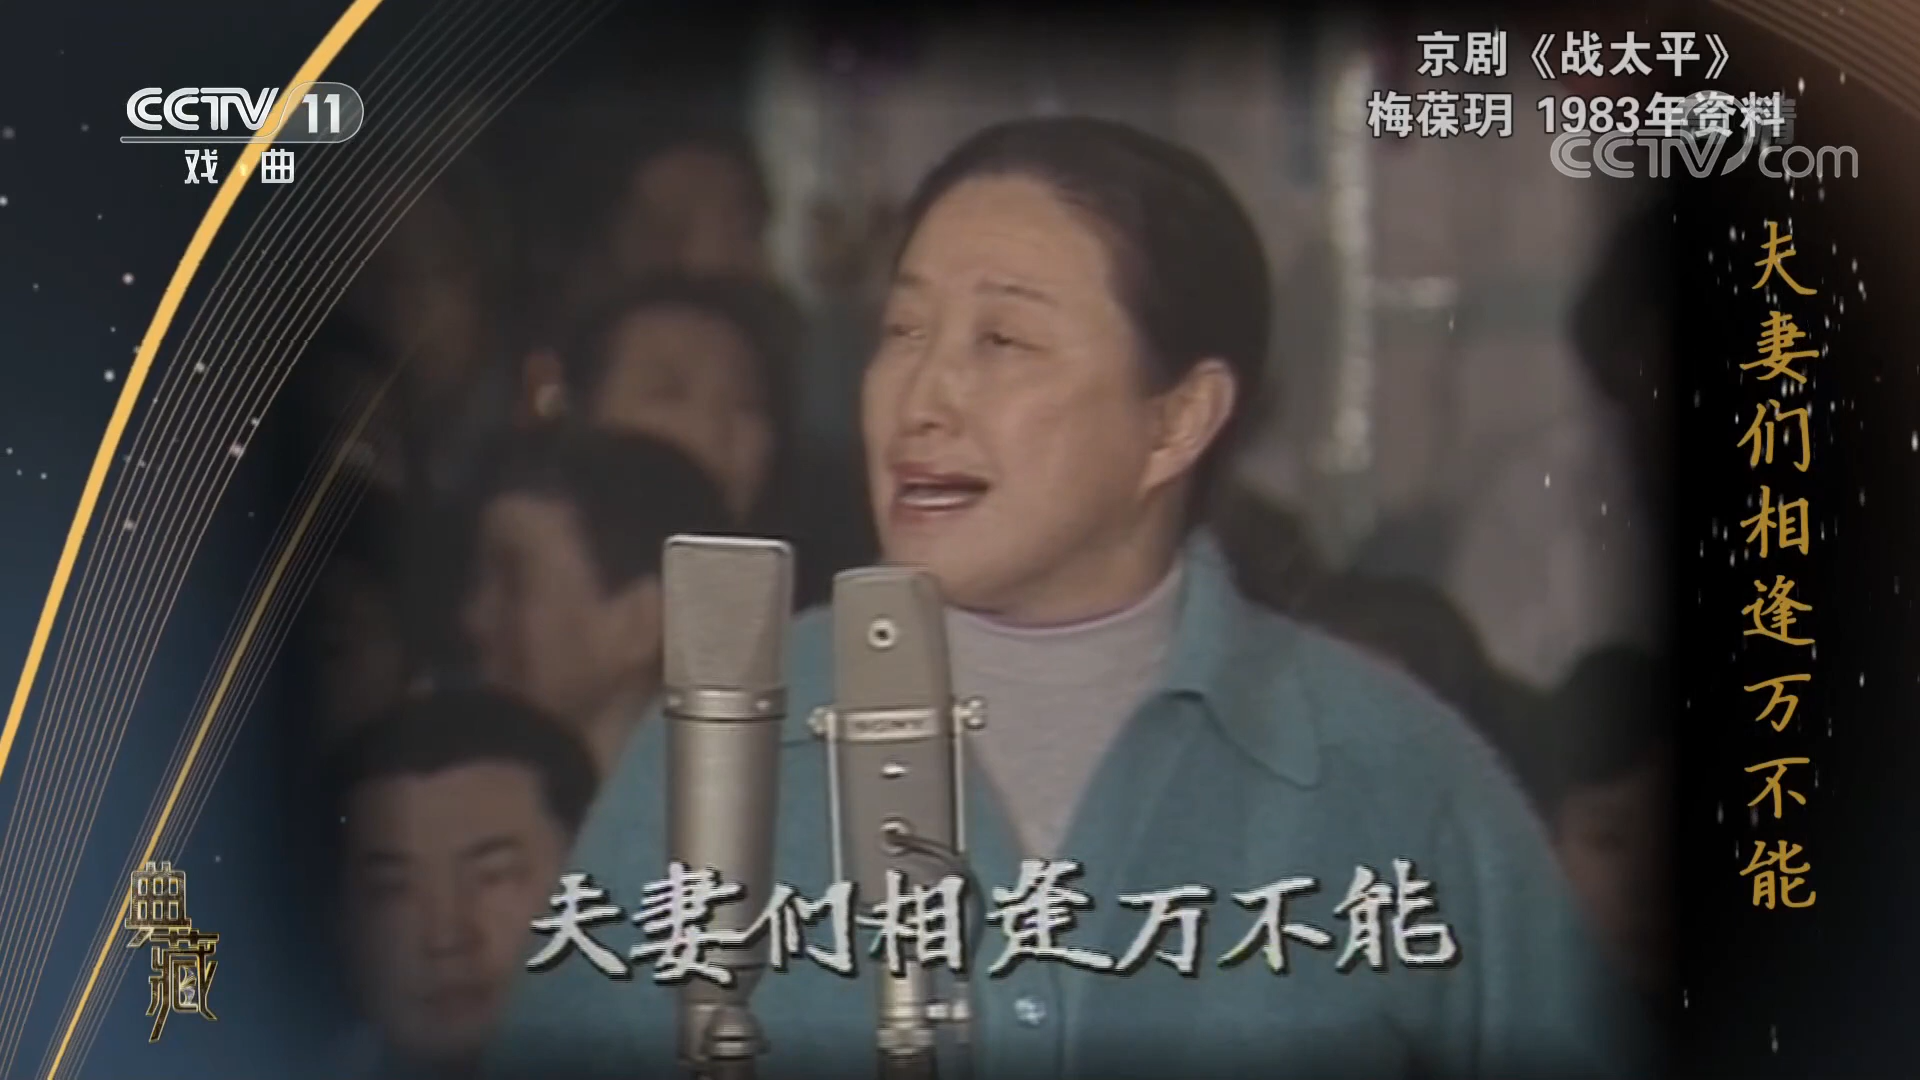 CCTV 11
戏·曲
京剧《战太平》
梅葆玥 1983年资料
CCTV.com
夫妻们相逢万不能
SONY
夫妻们相逢万不能
典藏